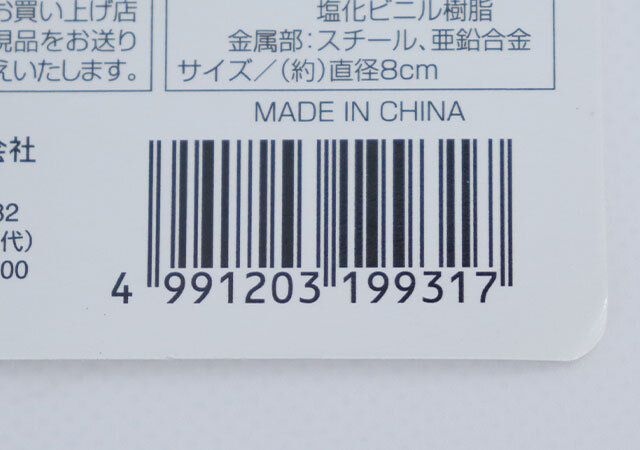 お買い上げ店
現品をお送り
えいたします。
塩化ビニル樹脂
金属部：スチール、亜鉛合金
サイズ／(約)直径8cm
MADE IN CHINA
会社
32
代)
00
4 991203 199317